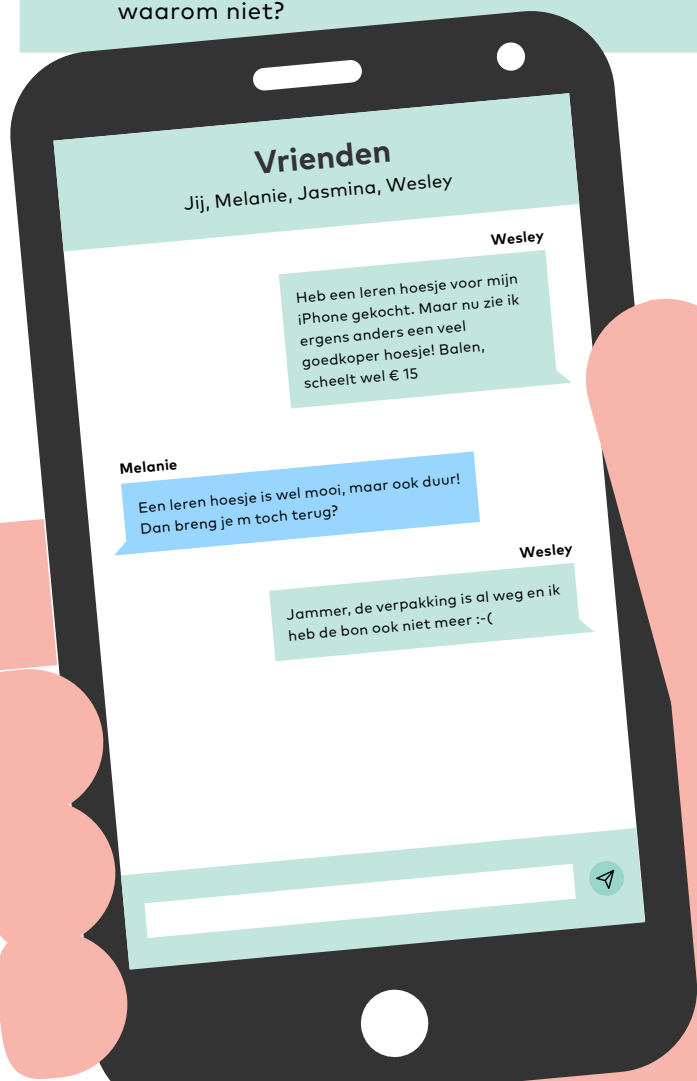 waarom niet?
Vrienden
Jij, Melanie, Jasmina, Wesley
Wesley
Heb een leren hoesje voor mijn
iPhone gekocht. Maar nu zie ik
ergens anders een veel
goedkoper hoesje! Balen,
scheelt wel € 15
Melanie
Een leren hoesje is wel mooi, maar ook duur!
Dan breng je m toch terug?
Wesley
Jammer, de verpakking is al weg en ik
heb de bon ook niet meer :-(